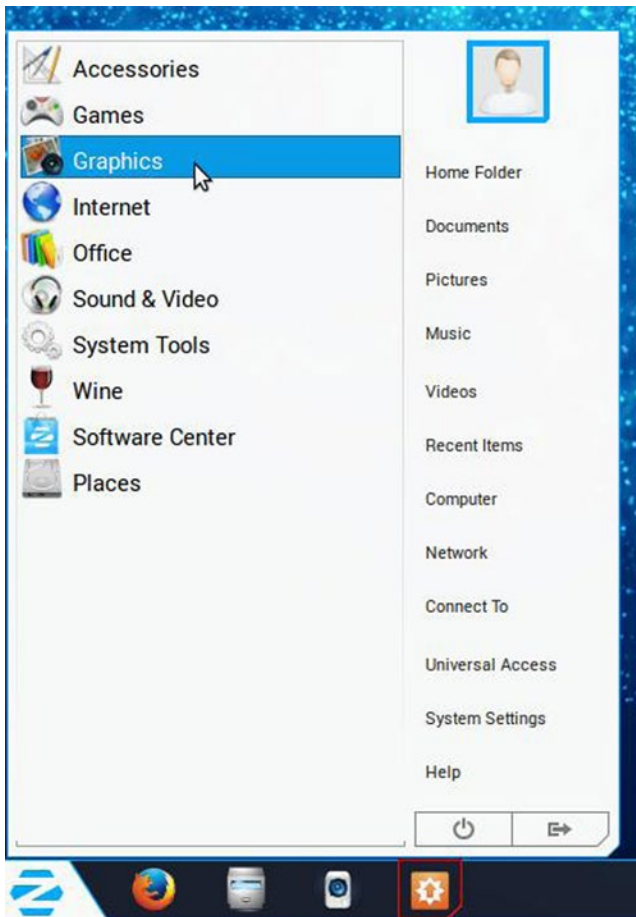 Accessories
Games
Graphics
Internet
Office
Sound & Video
System Tools
Wine
Software Center
Places
Home Folder
Documents
Pictures
Music
Videos
Recent Items
Computer
Network
Connect To
Universal Access
System Settings
Help